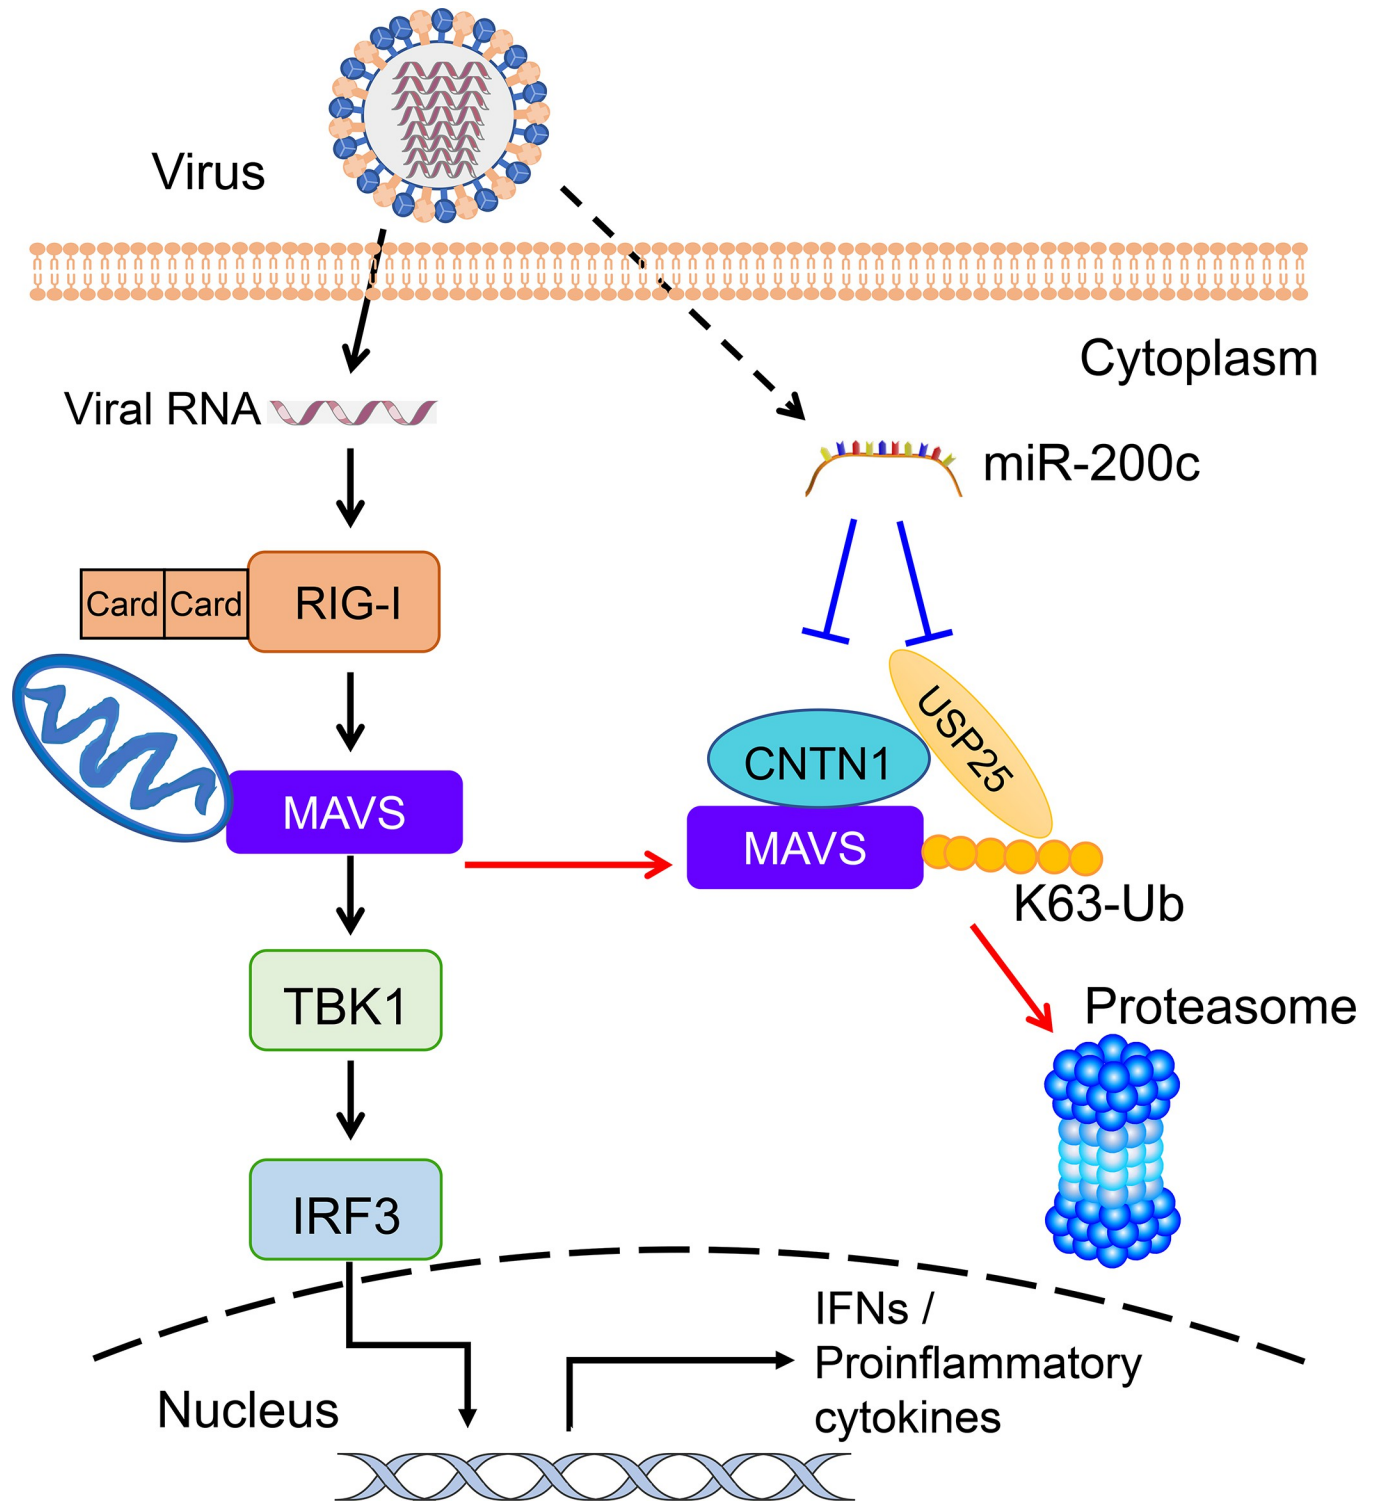 Virus
Cytoplasm
Viral RNA
miR-200c
Card Card RIG-I
USP25
CNTN1
MAVS
MAVS
K63-Ub
TBK1
Proteasome
IRF3
IFNs /
Proinflammatory
cytokines
Nucleus